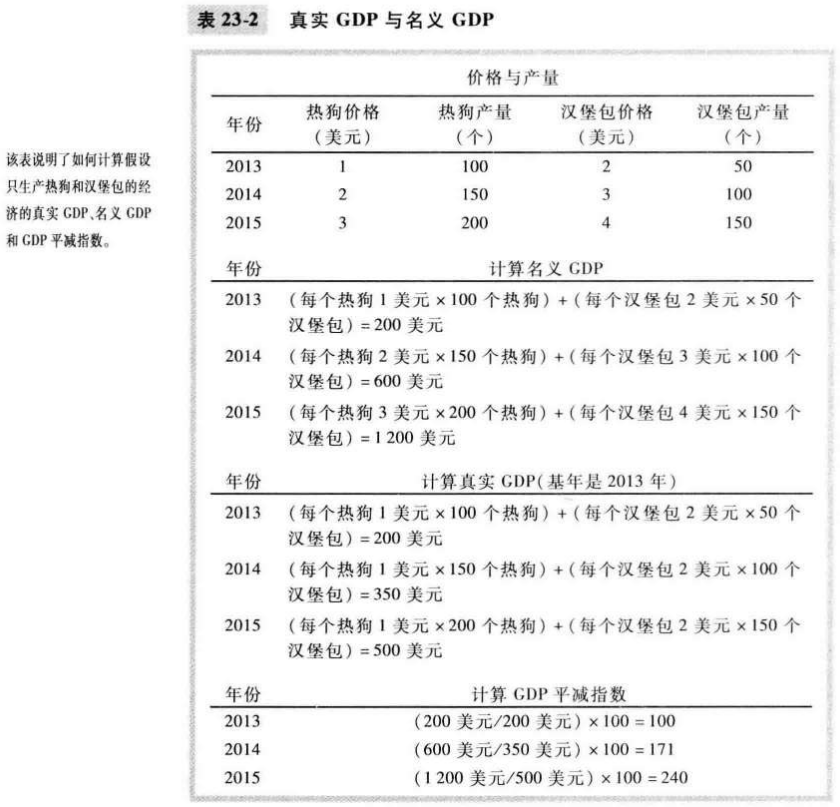 表 23-2 真实 GDP 与名义 GDP
该表说明了如何计算假设
只生产热狗和汉堡包的经
济的真实 GDP、名义 GDP
和 GDP 平减指数。
价格与产量
年份 热狗价格（美元） 热狗产量（个） 汉堡包价格（美元） 汉堡包产量（个）
2013 1 100 2 50
2014 2 150 3 100
2015 3 200 4 150
年份 计算名义 GDP
2013 （每个热狗 1 美元 × 100 个热狗）+（每个汉堡包 2 美元 × 50 个
汉堡包）= 200 美元
2014 （每个热狗 2 美元 × 150 个热狗）+（每个汉堡包 3 美元 × 100 个
汉堡包）= 600 美元
2015 （每个热狗 3 美元 × 200 个热狗）+（每个汉堡包 4 美元 × 150 个
汉堡包）= 1 200 美元
年份 计算真实 GDP（基年是 2013 年）
2013 （每个热狗 1 美元 × 100 个热狗）+（每个汉堡包 2 美元 × 50 个
汉堡包）= 200 美元
2014 （每个热狗 1 美元 × 150 个热狗）+（每个汉堡包 2 美元 × 100 个
汉堡包）= 350 美元
2015 （每个热狗 1 美元 × 200 个热狗）+（每个汉堡包 2 美元 × 150 个
汉堡包）= 500 美元
年份 计算 GDP 平减指数
2013 （200 美元/200 美元）× 100 = 100
2014 （600 美元/350 美元）× 100 = 171
2015 （1 200 美元/500 美元）× 100 = 240